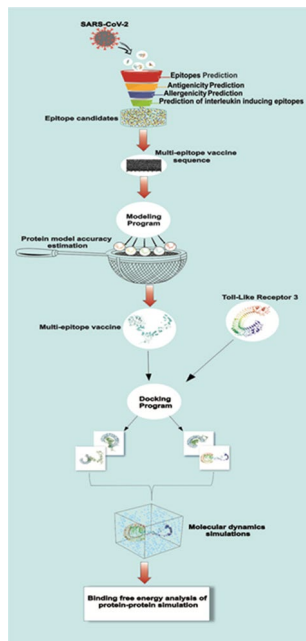 SARS-CoV-2
Epitopes Prediction
Antigenicity Prediction
Allergenicity Prediction
Prediction of interleukin inducing epitopes
Epitope candidates
Multi-epitope vaccine
sequence
Modeling
Program
Protein model accuracy
estimation
Toll-Like Receptor 3
Multi-epitope vaccine
Docking
Program
Molecular dynamics
simulations
Binding free energy analysis of
protein-protein simulation